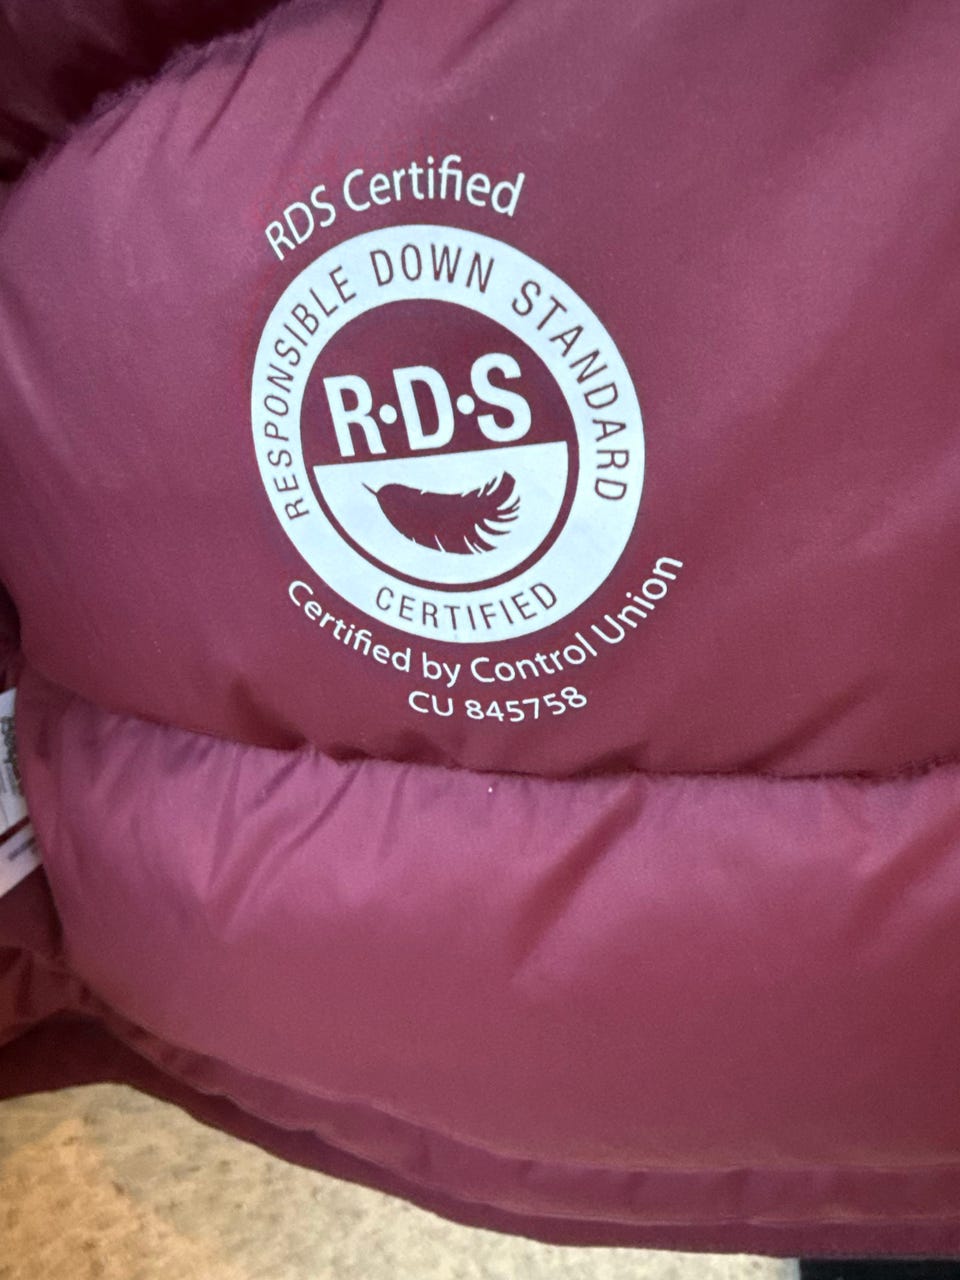 RDS Certified
RESPONSIBLE DOWN STANDARD
R·D·S
CERTIFIED
Certified by Control Union
CU 845758